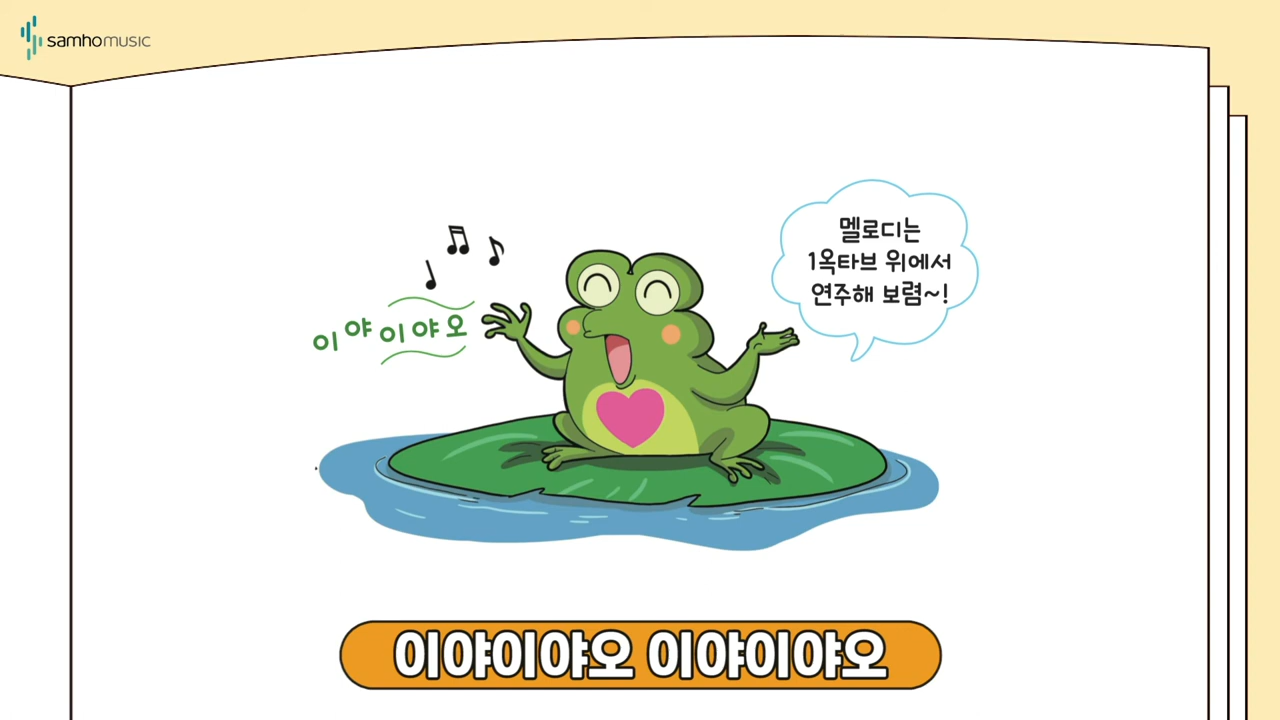 samhomusic
멜로디는
1옥타브 위에서
연주해 보렴~!
이야이야오
이야이야오 이야이야오